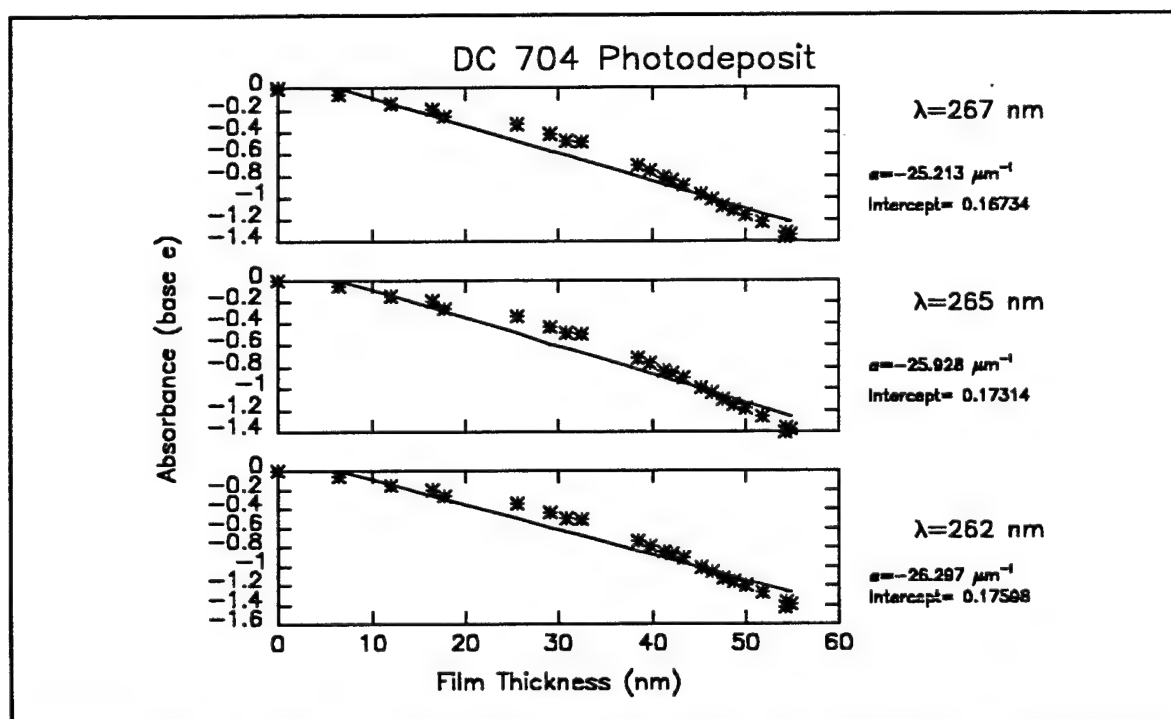 DC 704 Photodeposit
0
-0.2
-0.4
-0.6
-0.8
-1
-1.2
-1.4
λ=267 nm
α=-25.213 μm⁻¹
Intercept= 0.16734
0
-0.2
-0.4
-0.6
-0.8
-1
-1.2
-1.4
λ=265 nm
α=-25.928 μm⁻¹
Intercept= 0.17314
0
-0.2
-0.4
-0.6
-0.8
-1
-1.2
-1.4
-1.6
λ=262 nm
α=-26.297 μm⁻¹
Intercept= 0.17598
Absorbance (base e)
0 10 20 30 40 50 60
Film Thickness (nm)